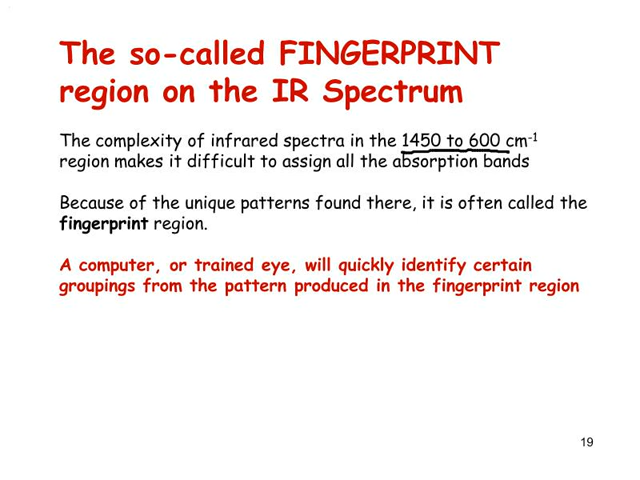 The so-called FINGERPRINT
region on the IR Spectrum
The complexity of infrared spectra in the 1450 to 600 cm⁻¹
region makes it difficult to assign all the absorption bands
Because of the unique patterns found there, it is often called the
fingerprint region.
A computer, or trained eye, will quickly identify certain
groupings from the pattern produced in the fingerprint region
19